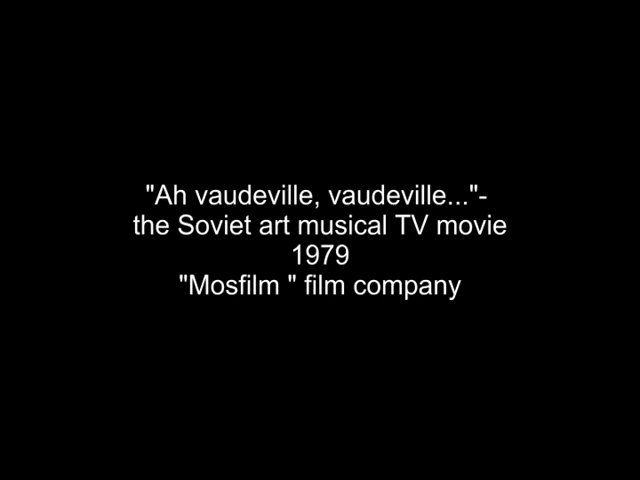 "Ah vaudeville, vaudeville..."-
the Soviet art musical TV movie
1979
"Mosfilm " film company